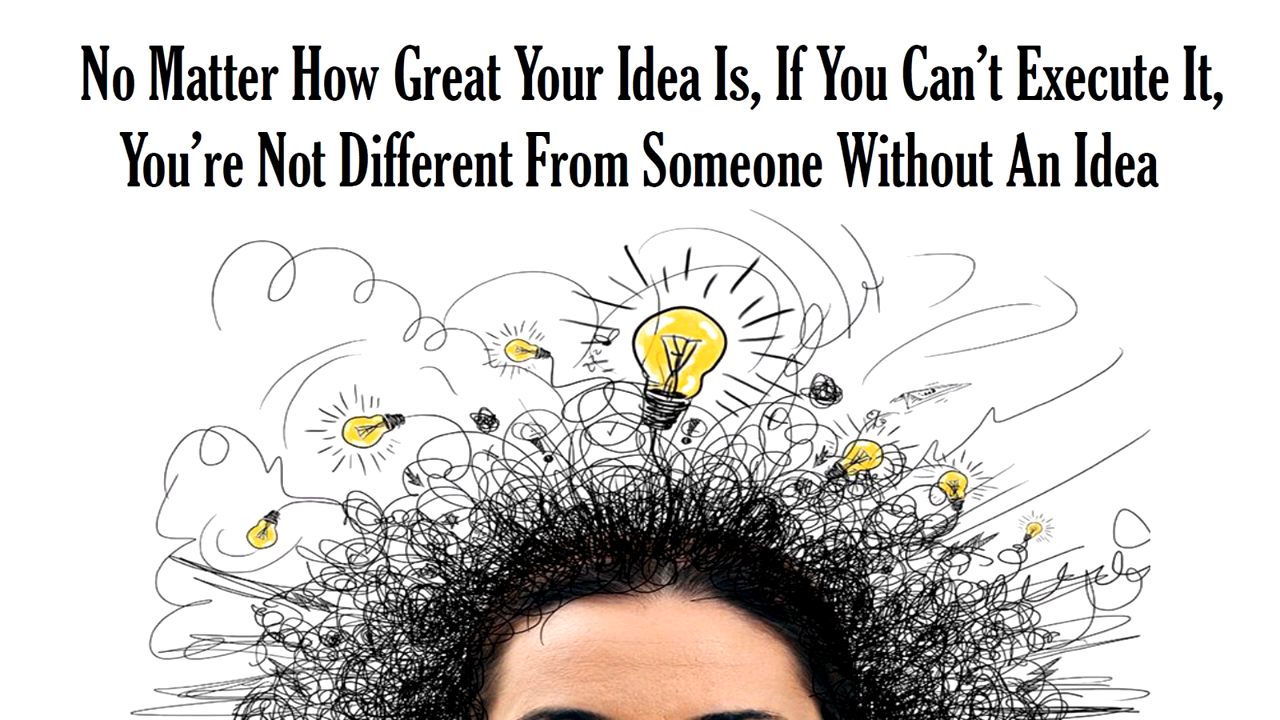 No Matter How Great Your Idea Is, If You Can’t Execute It,
You’re Not Different From Someone Without An Idea